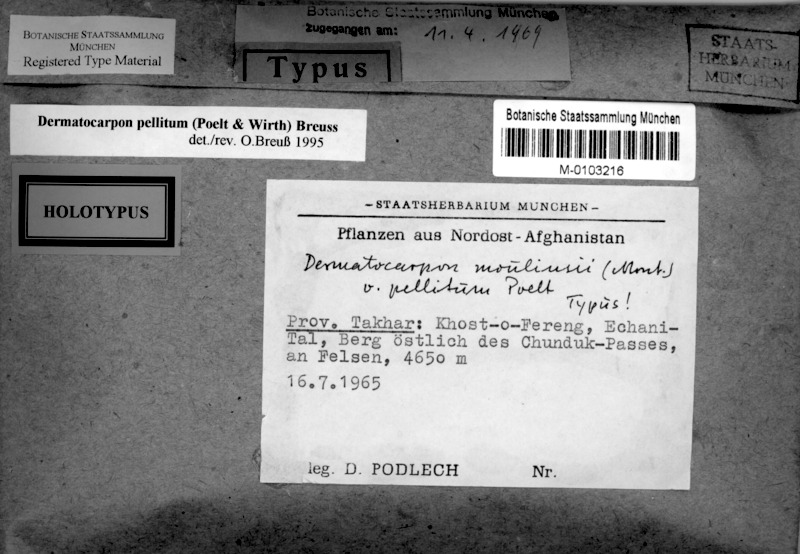 BOTANISCHE STAATSSAMMLUNG
MÜNCHEN
Registered Type Material
Botanische Staatssammlung München
zugegangen am: 11.4.1969
Typus
STAATS-
HERBARIUM
MÜNCHEN
Dermatocarpon pellitum (Poelt & Wirth) Breuss
det./rev. O.Breuß 1995
Botanische Staatssammlung München
M-0103216
HOLOTYPUS
-STAATSHERBARIUM MÜNCHEN-
Pflanzen aus Nordost-Afghanistan
Dermatocarpon moulinsii (Mont.)
v. pellitum Poelt
Typus!
Prov. Takhar: Khost-o-Fereng, Echani-
Tal, Berg östlich des Chunduk-Passes,
an Felsen, 4650 m
16.7.1965
leg. D. PODLECH Nr.